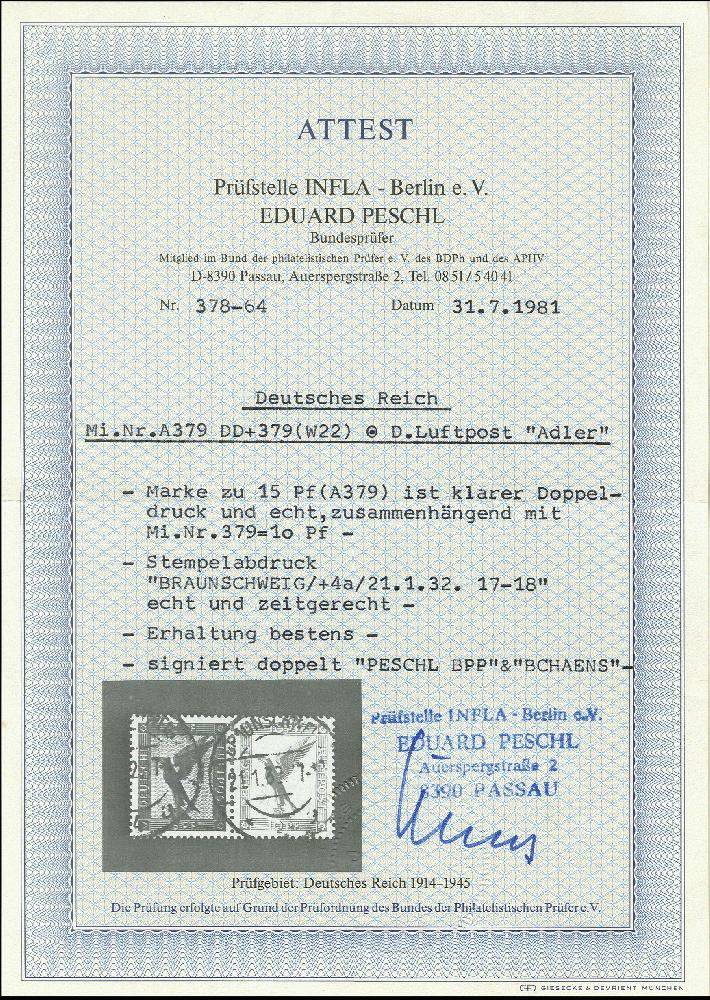 ATTEST
Prüfstelle INFLA - Berlin e. V.
EDUARD PESCHL
Bundesprüfer
Mitglied im Bund der philatelistischen Prüfer e. V. des BDPh und des APHV
D-8390 Passau, Auerspergstraße 2, Tel. 08 51 / 5 40 41
Nr. 378-64 Datum 31.7.1981
Deutsches Reich
Mi.Nr.A379 DD+379(W22) ⊙ D.Luftpost "Adler"
- Marke zu 15 Pf(A379) ist klarer Doppel-
druck und echt,zusammenhängend mit
Mi.Nr.379=1o Pf -
- Stempelabdruck
"BRAUNSCHWEIG/+4a/21.1.32. 17-18"
echt und zeitgerecht -
- Erhaltung bestens -
- signiert doppelt "PESCHL BPP"&"BCHAENS"-
Prüfstelle INFLA - Berlin e.V.
EDUARD PESCHL
Auerspergstraße 2
8390 PASSAU
Prüfgebiet: Deutsches Reich 1914-1945
Die Prüfung erfolgte auf Grund der Prüfordnung des Bundes der Philatelistischen Prüfer e. V.
GIESECKE & DEVRIENT MÜNCHEN